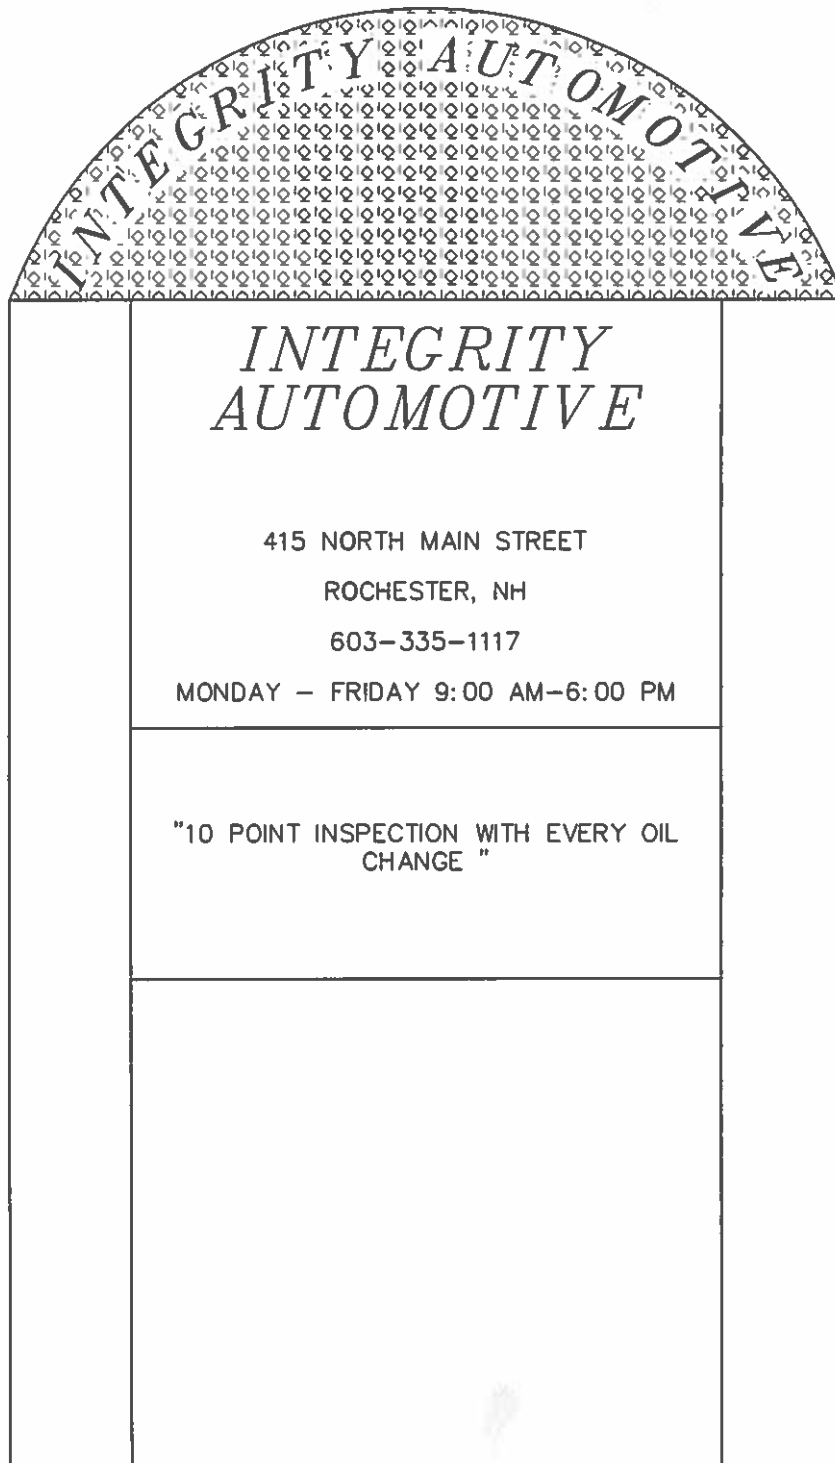 INTEGRITY AUTOMOTIVE
INTEGRITY
AUTOMOTIVE
415 NORTH MAIN STREET
ROCHESTER, NH
603-335-1117
MONDAY - FRIDAY 9:00 AM-6:00 PM
"10 POINT INSPECTION WITH EVERY OIL
CHANGE "